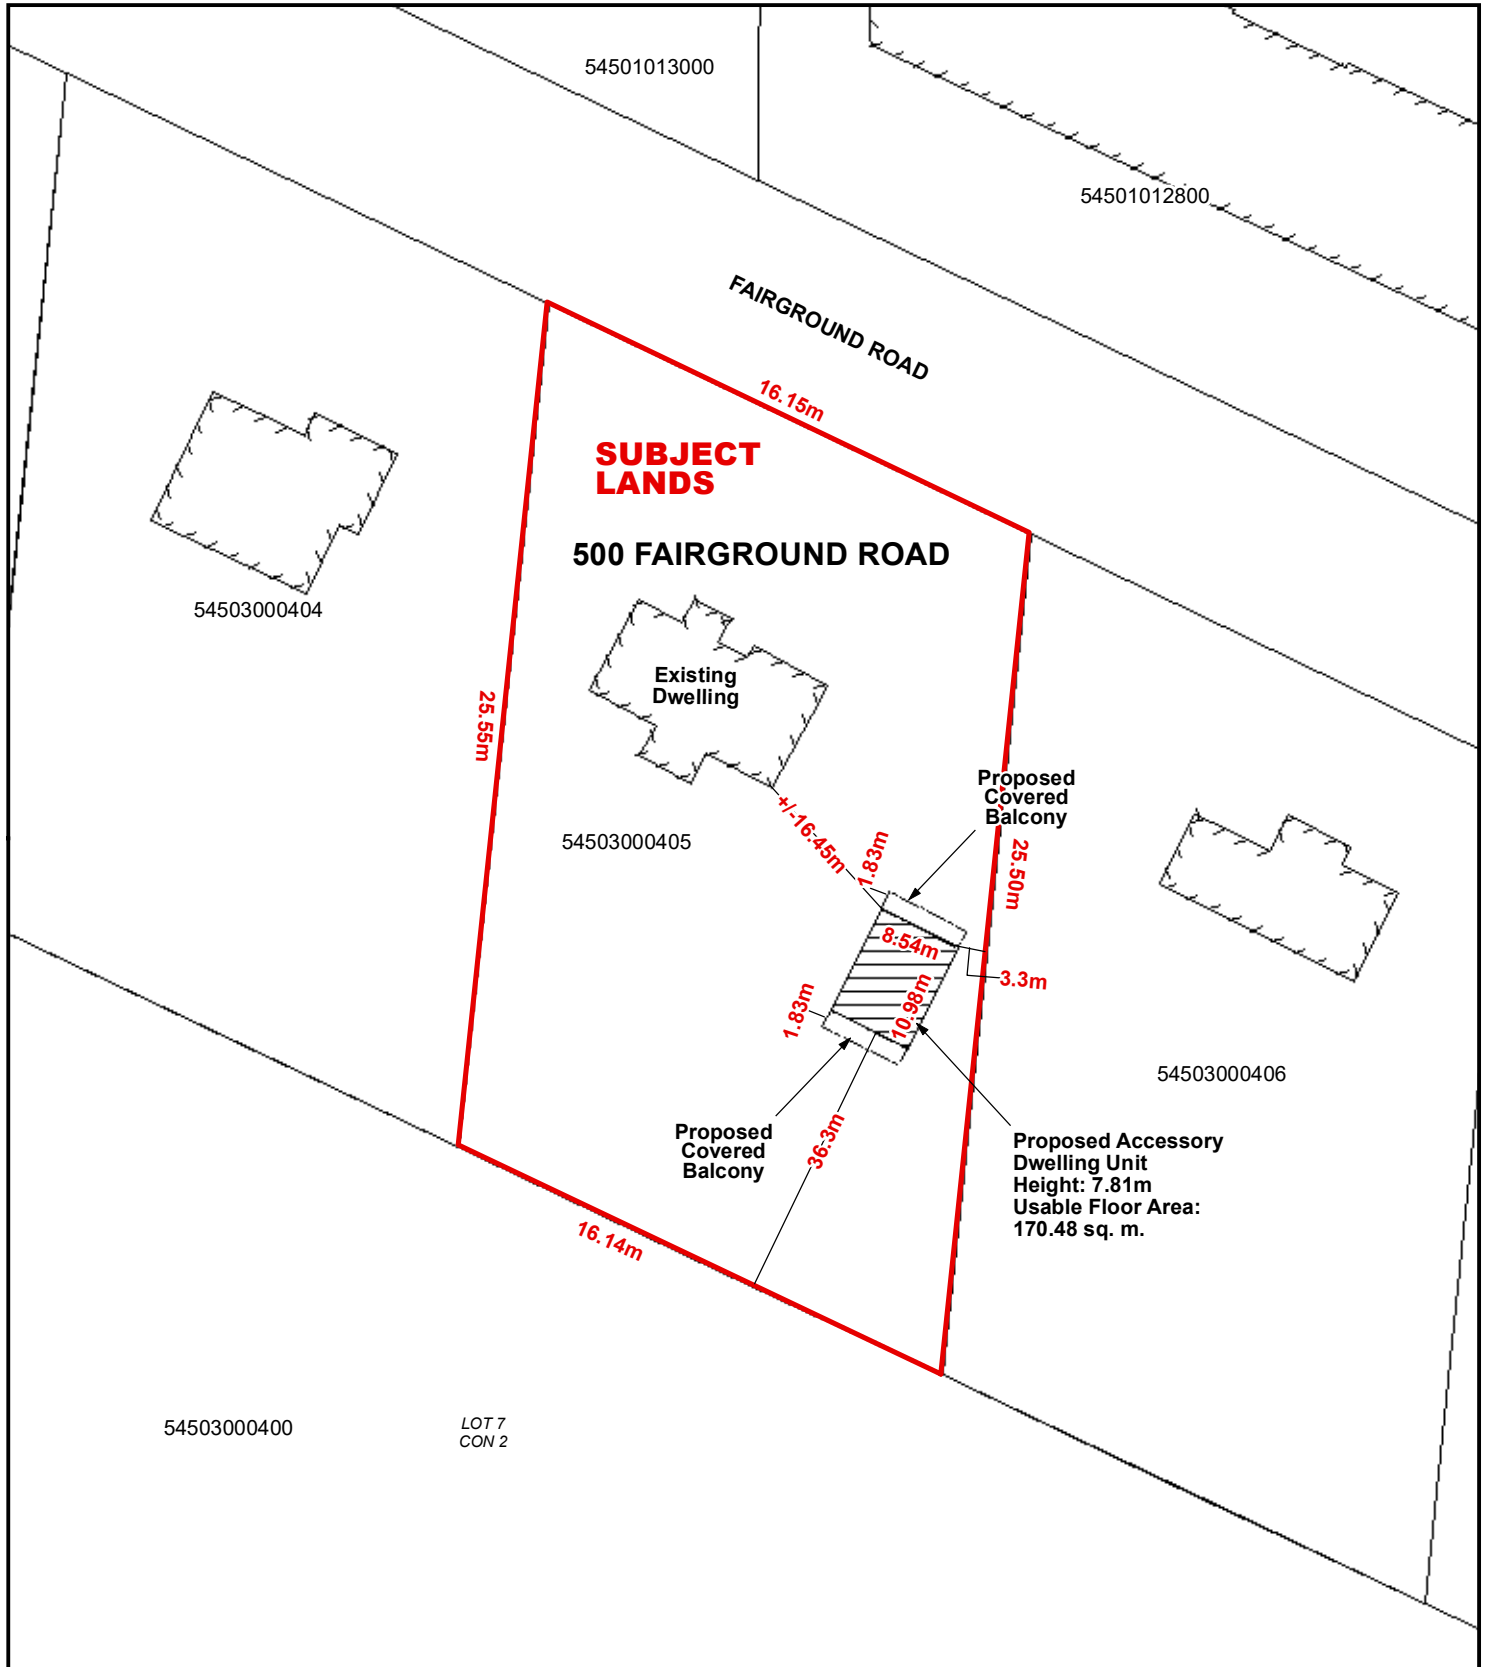 54501013000
54501012800
FAIRGROUND ROAD
16.15m
SUBJECT
LANDS
500 FAIRGROUND ROAD
54503000404
Existing
Dwelling
25.55m
Proposed
Covered
Balcony
+/-16.45m
54503000405
1.83m
25.50m
8.54m
3.3m
10.98m
1.83m
54503000406
Proposed
Covered
Balcony
36.3m
Proposed Accessory
Dwelling Unit
Height: 7.81m
Usable Floor Area:
170.48 sq. m.
16.14m
54503000400
LOT 7
CON 2